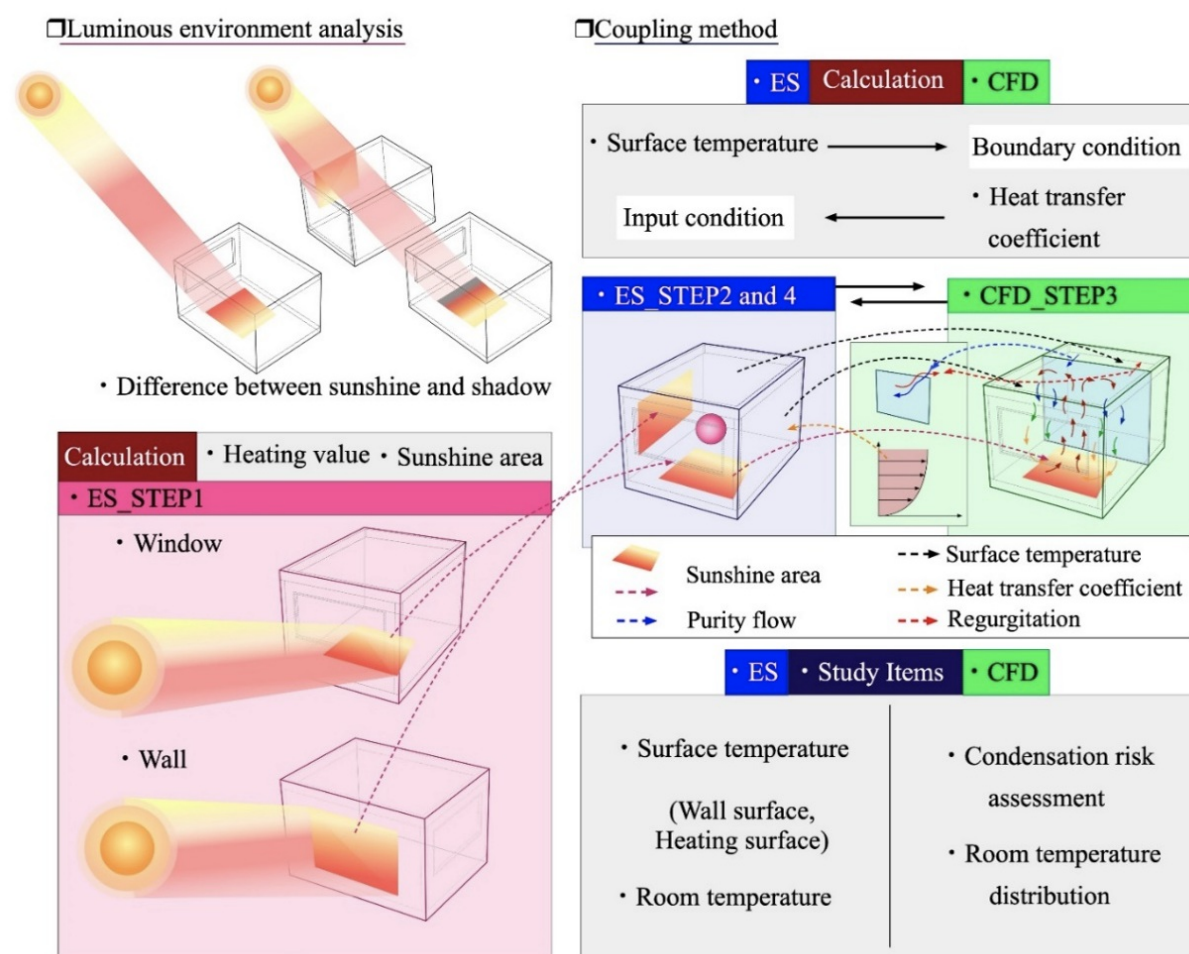 ❒Luminous environment analysis
・Difference between sunshine and shadow
Calculation ・Heating value ・Sunshine area
・ES_STEP1
・Window
・Wall
❒Coupling method
・ES Calculation ・CFD
・Surface temperature
Boundary condition
Input condition
・Heat transfer
coefficient
・ES_STEP2 and 4
・CFD_STEP3
Sunshine area
Purity flow
Surface temperature
Heat transfer coefficient
Regurgitation
・ES ・Study Items ・CFD
・Surface temperature
(Wall surface,
Heating surface)
・Room temperature
・Condensation risk
assessment
・Room temperature
distribution